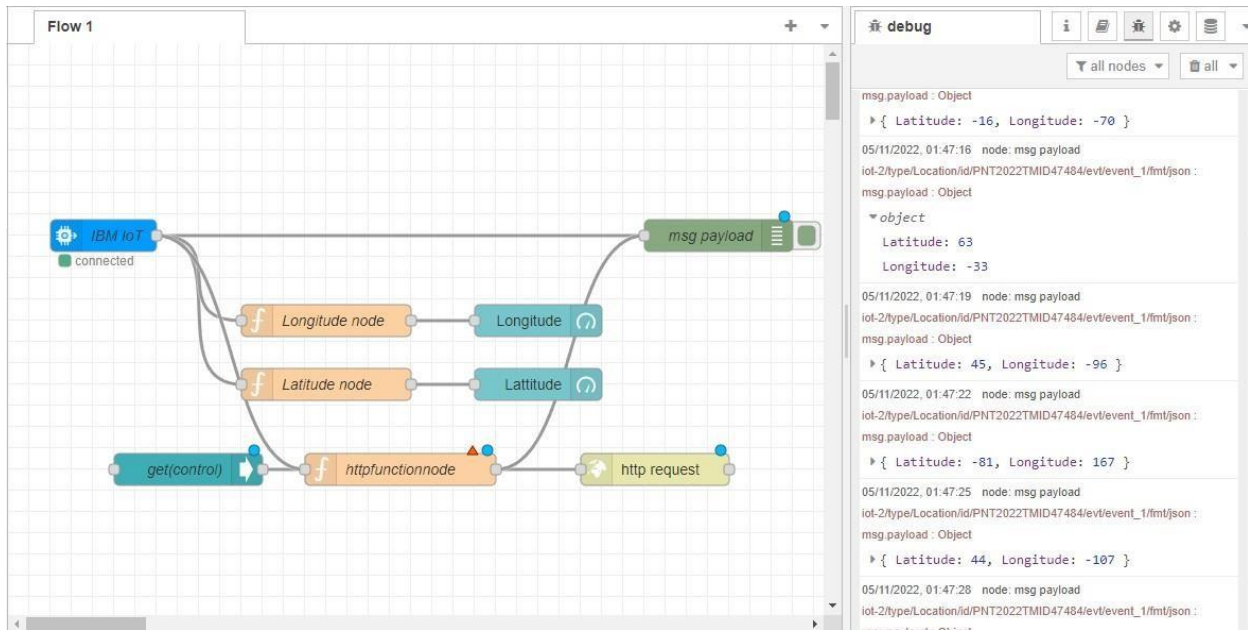 Flow 1
IBM IoT
connected
msg payload
Longitude node
Longitude
Latitude node
Lattitude
get(control)
httpfunctionnode
http request
debug
i
all nodes
all
msg.payload : Object
{ Latitude: -16, Longitude: -70 }
05/11/2022, 01:47:16 node: msg payload
iot-2/type/Location/id/PNT2022TMID47484/evt/event_1/fmt/json :
msg.payload : Object
object
Latitude: 63
Longitude: -33
05/11/2022, 01:47:19 node: msg payload
iot-2/type/Location/id/PNT2022TMID47484/evt/event_1/fmt/json :
msg.payload : Object
{ Latitude: 45, Longitude: -96 }
05/11/2022, 01:47:22 node: msg payload
iot-2/type/Location/id/PNT2022TMID47484/evt/event_1/fmt/json :
msg.payload : Object
{ Latitude: -81, Longitude: 167 }
05/11/2022, 01:47:25 node: msg payload
iot-2/type/Location/id/PNT2022TMID47484/evt/event_1/fmt/json :
msg.payload : Object
{ Latitude: 44, Longitude: -107 }
05/11/2022, 01:47:28 node: msg payload
iot-2/type/Location/id/PNT2022TMID47484/evt/event_1/fmt/json :